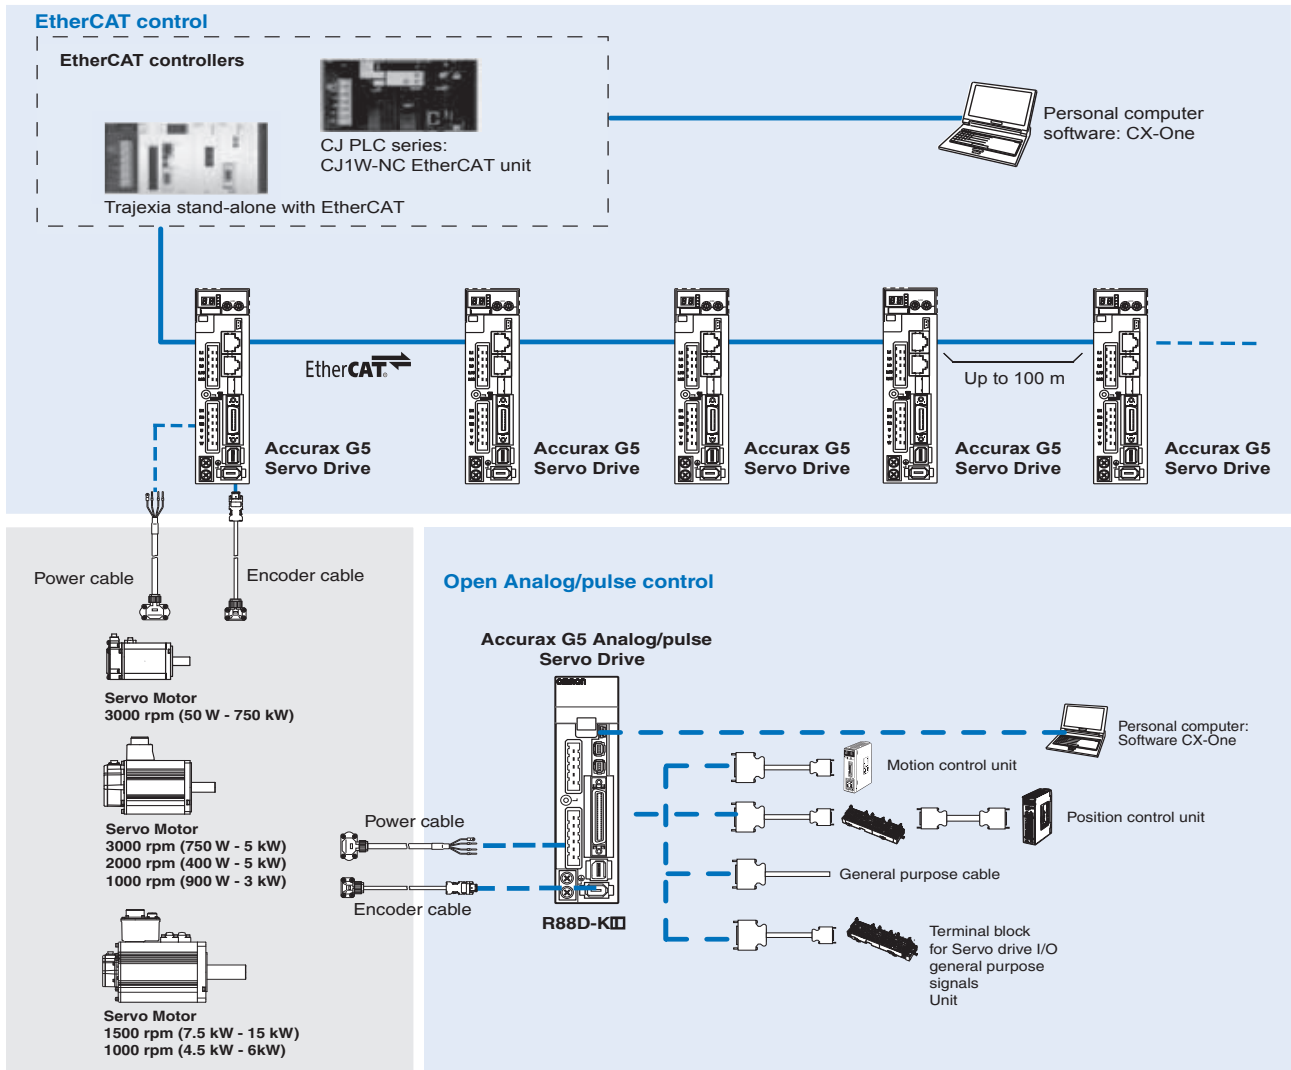 EtherCAT control
EtherCAT controllers
CJ PLC series:
CJ1W-NC EtherCAT unit
Trajexia stand-alone with EtherCAT
Personal computer
software: CX-One
EtherCAT®
Up to 100 m
Accurax G5
Servo Drive
Accurax G5
Servo Drive
Accurax G5
Servo Drive
Accurax G5
Servo Drive
Accurax G5
Servo Drive
Power cable
Encoder cable
Servo Motor
3000 rpm (50 W - 750 kW)
Servo Motor
3000 rpm (750 W - 5 kW)
2000 rpm (400 W - 5 kW)
1000 rpm (900 W - 3 kW)
Servo Motor
1500 rpm (7.5 kW - 15 kW)
1000 rpm (4.5 kW - 6kW)
Open Analog/pulse control
Accurax G5 Analog/pulse
Servo Drive
omron
Power cable
Encoder cable
R88D-K□□
Personal computer:
Software CX-One
Motion control unit
Position control unit
General purpose cable
Terminal block
for Servo drive I/O
general purpose
signals
Unit